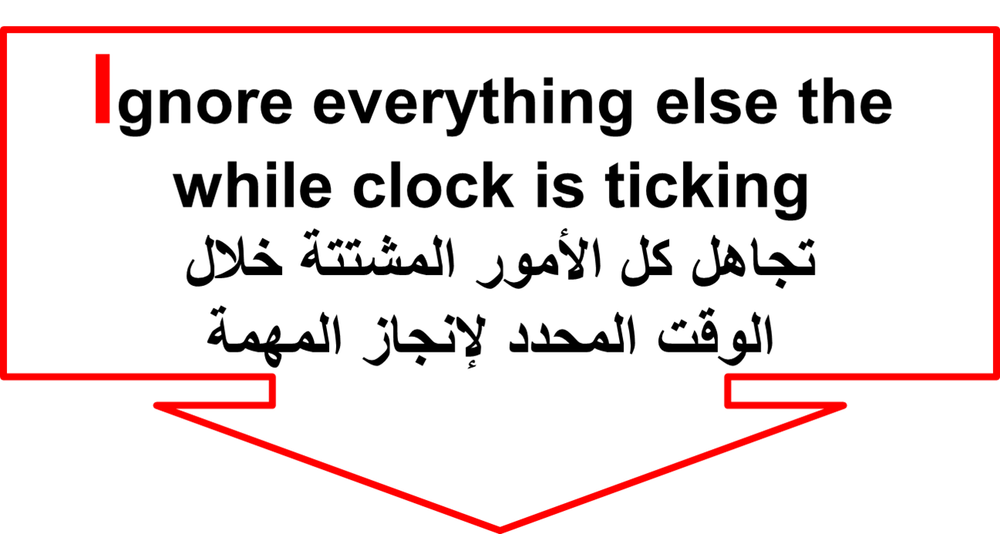 Ignore everything else the
while clock is ticking
تجاهل كل الأمور المشتتة خلال
الوقت المحدد لإنجاز المهمة